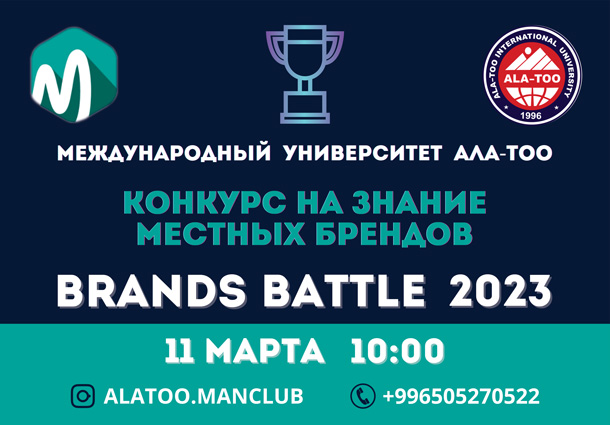 M
ALA-TOO INTERNATIONAL UNIVERSITY
ALA-TOO
1996
МЕЖДУНАРОДНЫЙ УНИВЕРСИТЕТ АЛА-ТОО
КОНКУРС НА ЗНАНИЕ
МЕСТНЫХ БРЕНДОВ
BRANDS BATTLE 2023
11 МАРТА 10:00
ALATOO.MANCLUB +996505270522